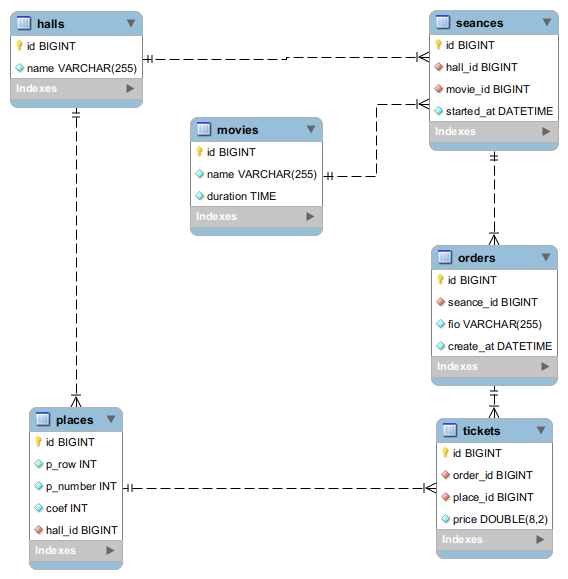 halls
id BIGINT
name VARCHAR(255)
Indexes
seances
id BIGINT
hall_id BIGINT
movie_id BIGINT
started_at DATETIME
Indexes
movies
id BIGINT
name VARCHAR(255)
duration TIME
Indexes
orders
id BIGINT
seance_id BIGINT
fio VARCHAR(255)
create_at DATETIME
Indexes
places
id BIGINT
p_row INT
p_number INT
coef INT
hall_id BIGINT
Indexes
tickets
id BIGINT
order_id BIGINT
place_id BIGINT
price DOUBLE(8,2)
Indexes